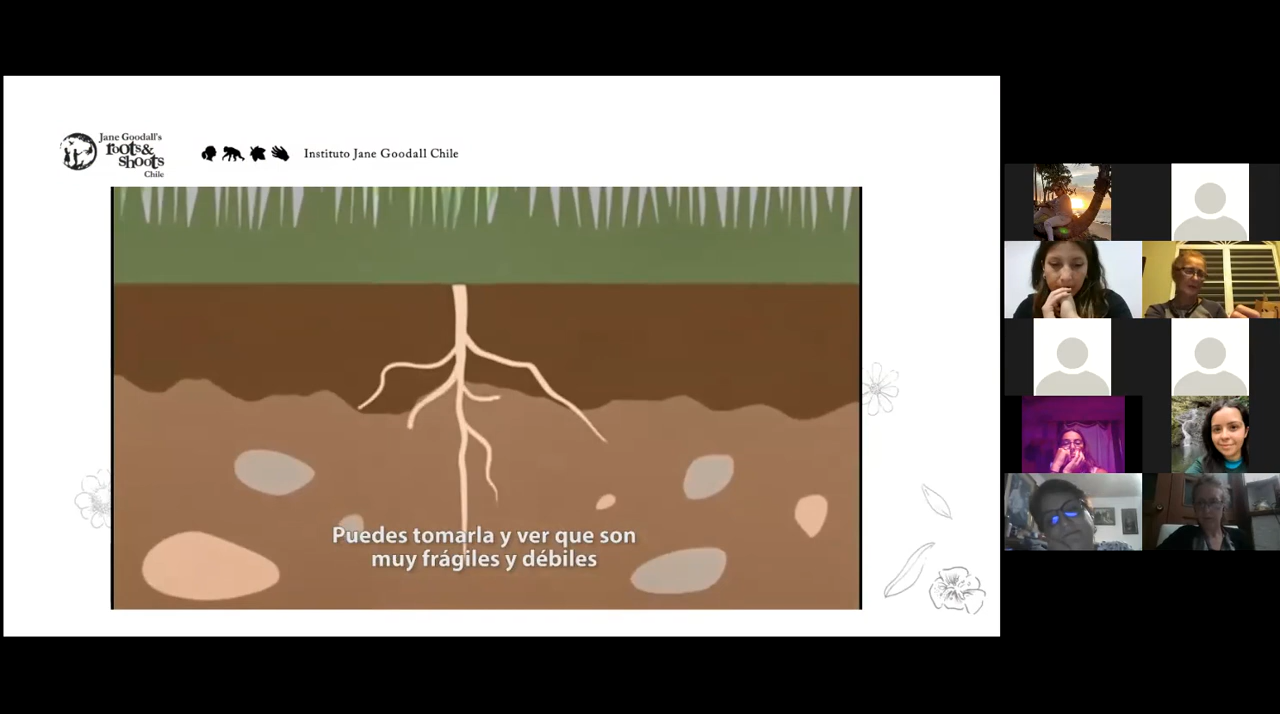 Jane Goodall's
roots&
shoots
Chile
Instituto Jane Goodall Chile
Puedes tomarla y ver que son
muy frágiles y débiles